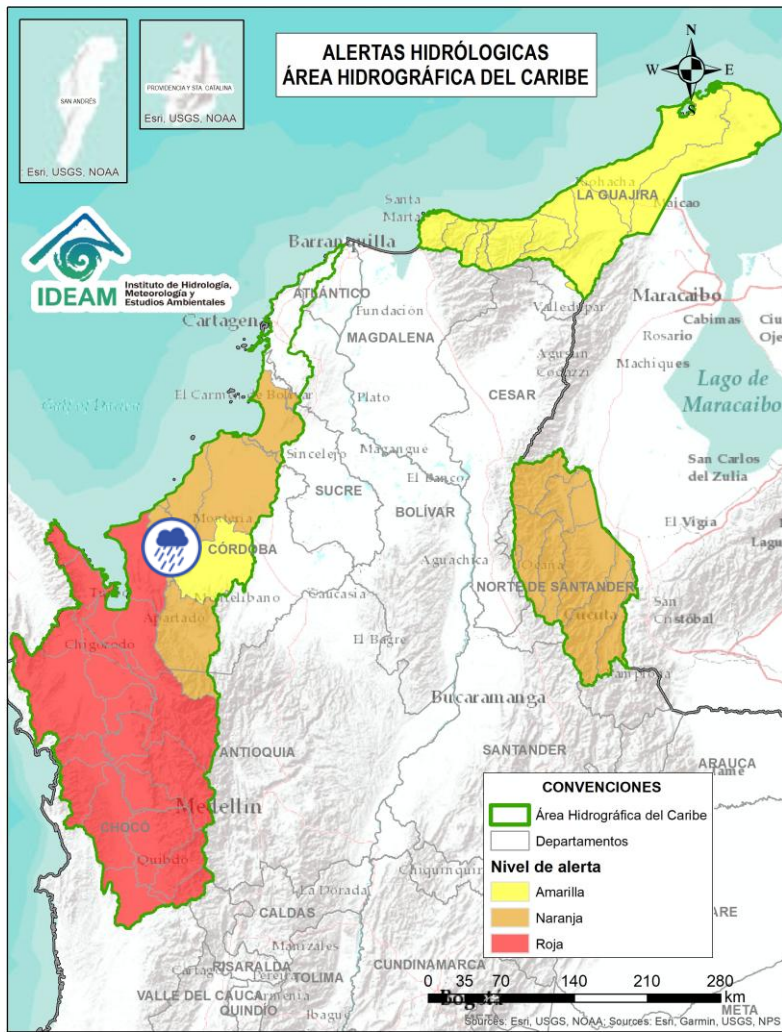 ALERTAS HIDRÓLOGICAS
ÁREA HIDROGRÁFICA DEL CARIBE
SAN ANDRÉS
Esri, USGS, NOAA
PROVIDENCIA Y STA. CATALINA
Esri, USGS, NOAA
N
W
E
S
IDEAM
Instituto de Hidrología,
Meteorología y
Estudios Ambientales
LA GUAJIRA
Maicao
Santa
Marta
Barranquilla
ATLÁNTICO
Fundación
Valledupar
Maracaibo
Cartagena
MAGDALENA
Rosario
Cabimas
Machiques
Agustín
Codazzi
CESAR
Lago de
Maracaibo
El Carmen de Bolívar
Plato
Sincelejo
Magangue
San Carlos
del Zulia
SUCRE
El Banco
BOLÍVAR
Montería
El Vigía
CÓRDOBA
Aguachica
Ocaña
NORTE DE SANTANDER
Montelíbano
Caucasia
Apartadó
Cúcuta
San
Cristóbal
Chigorodó
El Bagre
Bucaramanga
ANTIOQUIA
SANTANDER
ARAUCA
Medellín
CHOCÓ
Quibdó
La Dorada
CALDAS
Manizales
RISARALDA
Pereira
TOLIMA
CUNDINAMARCA
VALLE DEL CAUCA
Armenia
QUINDÍO
Ibague
Bogotá
META
META
CONVENCIONES
Área Hidrográfica del Caribe
Departamentos
Nivel de alerta
Amarilla
Naranja
Roja
0 35 70 140 210 280
km
Sources: Esri, USGS, NOAA; Sources: Esri, Garmin, USGS, NPS